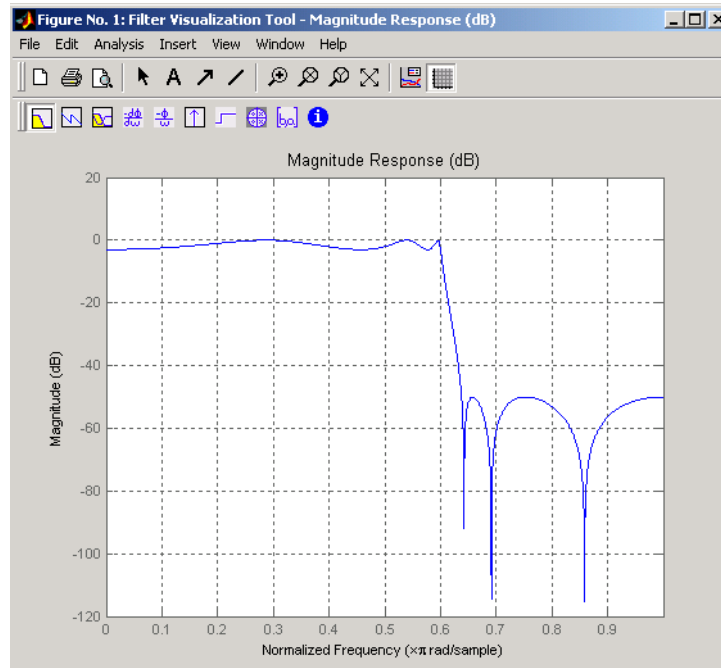 Figure No. 1: Filter Visualization Tool - Magnitude Response (dB)
File Edit Analysis Insert View Window Help
A
[b,a]
i
Magnitude Response (dB)
20
0
-20
-40
-60
-80
-100
-120
Magnitude (dB)
0 0.1 0.2 0.3 0.4 0.5 0.6 0.7 0.8 0.9
Normalized Frequency (×π rad/sample)